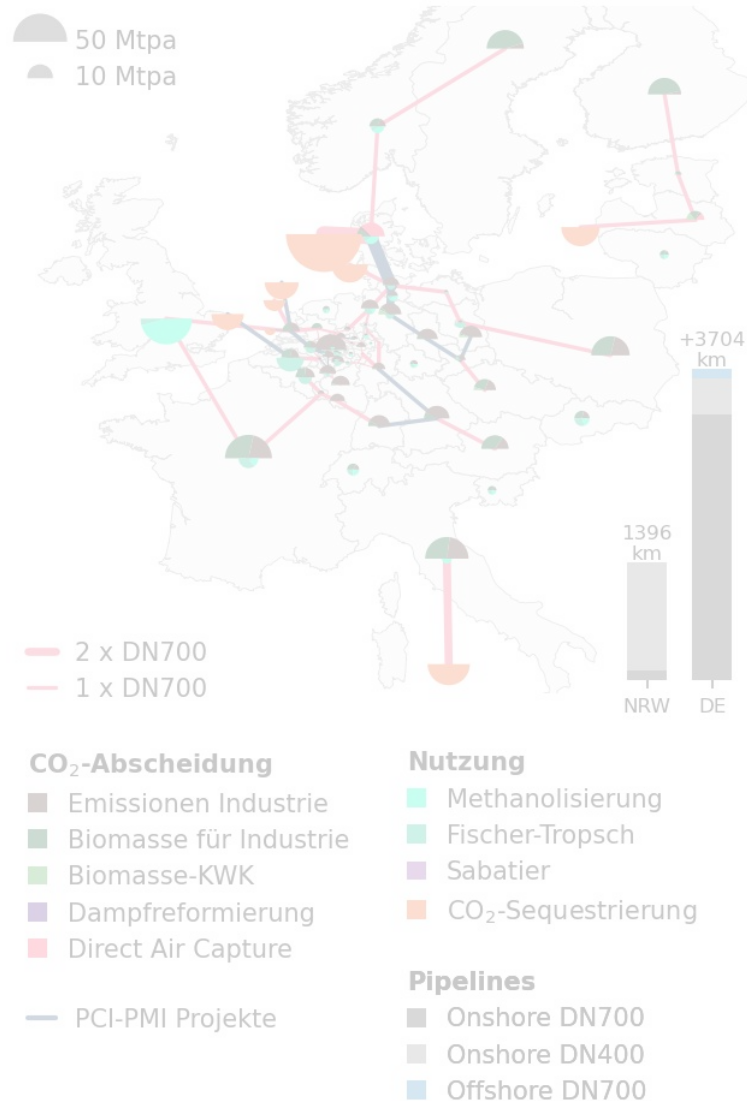 50 Mtpa
10 Mtpa
+3704
km
1396
km
2 x DN700
1 x DN700
NRW
DE
CO₂-Abscheidung
Emissionen Industrie
Biomasse für Industrie
Biomasse-KWK
Dampfreformierung
Direct Air Capture
PCI-PMI Projekte
Nutzung
Methanolisierung
Fischer-Tropsch
Sabatier
CO₂-Sequestrierung
Pipelines
Onshore DN700
Onshore DN400
Offshore DN700